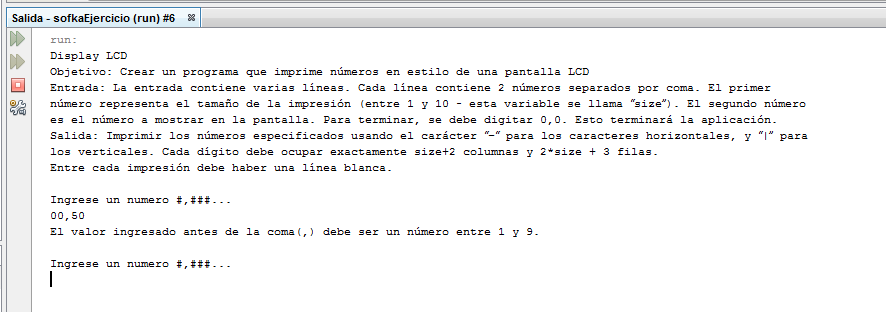 Salida - sofkaEjercicio (run) #6
run:
Display LCD
Objetivo: Crear un programa que imprime números en estilo de una pantalla LCD
Entrada: La entrada contiene varias líneas. Cada línea contiene 2 números separados por coma. El primer
número representa el tamaño de la impresión (entre 1 y 10 - esta variable se llama “size”). El segundo número
es el número a mostrar en la pantalla. Para terminar, se debe digitar 0,0. Esto terminará la aplicación.
Salida: Imprimir los números especificados usando el carácter “-“ para los caracteres horizontales, y “|” para
los verticales. Cada dígito debe ocupar exactamente size+2 columnas y 2*size + 3 filas.
Entre cada impresión debe haber una línea blanca.
Ingrese un numero #,###...
00,50
El valor ingresado antes de la coma(,) debe ser un número entre 1 y 9.
Ingrese un numero #,###...